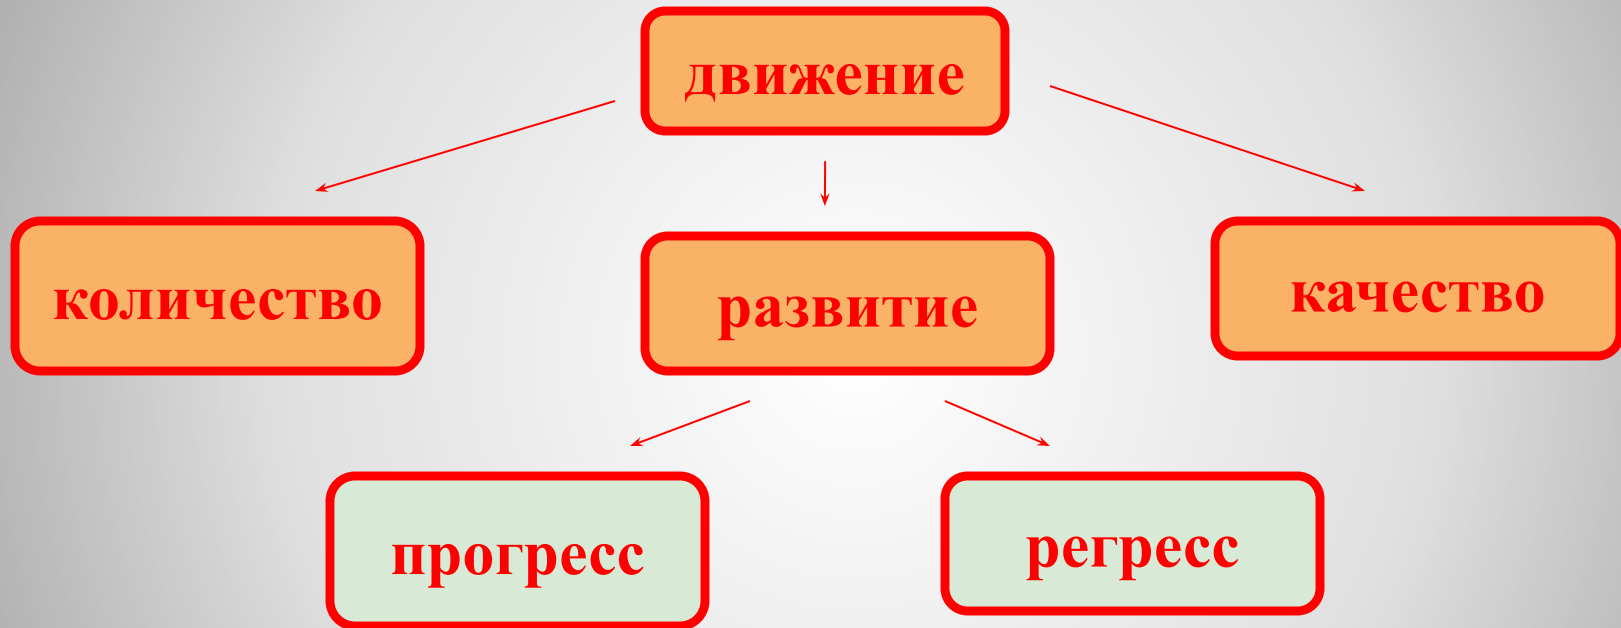 движение
количество
развитие
качество
прогресс
регресс